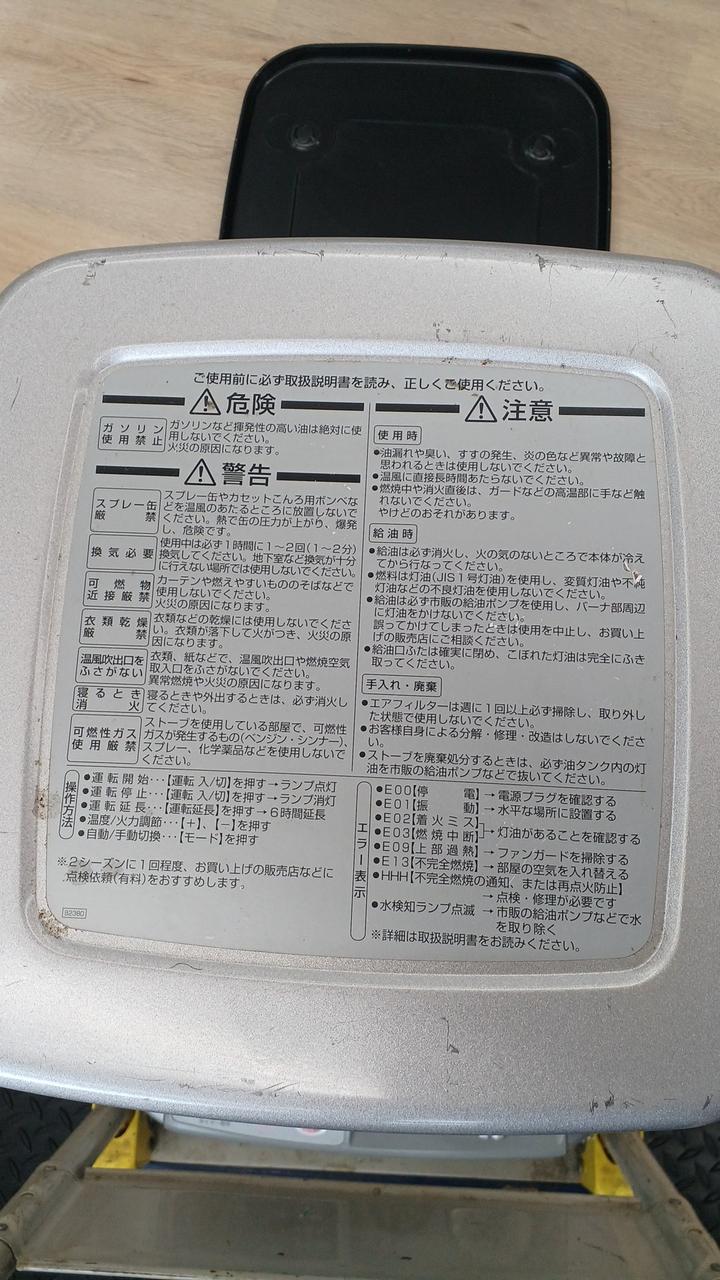 ご使用前に必ず取扱説明書を読み、正しくご使用ください。
危険
ガソリン
使用禁止
ガソリンなど揮発性の高い油は絶対に使
用しないでください。
火災の原因になります。
警告
スプレー缶
厳禁
スプレー缶やカセットこんろ用ボンベな
どを温風のあたるところに放置しないで
ください。熱で缶の圧力が上がり、爆発
し、危険です。
換気必要
使用中は必ず1時間に1〜2回(1〜2分)
換気してください。地下室など換気が十分
に行えない場所では使用しないでください。
可燃物
近接厳禁
カーテンや燃えやすいもののそばなどで
使用しないでください。
火災の原因になります。
衣類乾燥
厳禁
衣類などの乾燥には使用しないでくださ
い。衣類が落下して火がつき、火災の原
因になります。
温風吹出口を
ふさがない
衣類、紙などで、温風吹出口や燃焼空気
取入口をふさがないでください。
異常燃焼や火災の原因になります。
寝るとき
消火
寝るときや外出するときは、必ず消火し
てください。
可燃性ガス
使用厳禁
ストーブを使用している部屋で、可燃性
ガスが発生するもの(ベンジン・シンナー)、
スプレー、化学薬品などを使用しないで
ください。
注意
使用時
●油漏れや臭い、すすの発生、炎の色など異常や故障と
思われるときは使用しないでください。
●温風に直接長時間あたらないでください。
●燃焼中や消火直後は、ガードなどの高温部に手など触
れないでください。
やけどのおそれがあります。
給油時
●給油は必ず消火し、火の気のないところで本体が冷え
てから行なってください。
●燃料は灯油(JIS1号灯油)を使用し、変質灯油や不純
灯油などの不良灯油を使用しないでください。
●給油は必ず市販の給油ポンプを使用し、バーナ部周辺
に灯油をかけないでください。
誤ってかけてしまったときは使用を中止し、お買い上
げの販売店にご相談ください。
●給油口ふたは確実に閉め、こぼれた灯油は完全にふき
取ってください。
手入れ・廃棄
●エアフィルターは週に1回以上必ず掃除し、取り外し
た状態で使用しないでください。
●お客様自身による分解・修理・改造はしないでくださ
い。
●ストーブを廃棄処分するときは、必ず油タンク内の灯
油を市販の給油ポンプなどで抜いてください。
操作方法
●運転開始…【運転 入/切】を押す→ランプ点灯
●運転停止…【運転 入/切】を押す→ランプ消灯
●運転延長…【運転延長】を押す→6時間延長
●温度/火力調節…【+】、【−】を押す
●自動/手動切換…【モード】を押す
※2シーズンに1回程度、お買い上げの販売店などに
点検依頼(有料)をおすすめします。
92380
エラー表示
●E00【停電】→電源プラグを確認する
●E01【振動】→水平な場所に設置する
●E02【着火ミス】
●E03【燃焼中断】→灯油があることを確認する
●E09【上部過熱】→ファンガードを掃除する
●E13【不完全燃焼】→部屋の空気を入れ替える
●HHH【不完全燃焼の通知、または再点火防止】
→点検・修理が必要です
●水検知ランプ点滅 →市販の給油ポンプなどで水
を取り除く
※詳細は取扱説明書をお読みください。